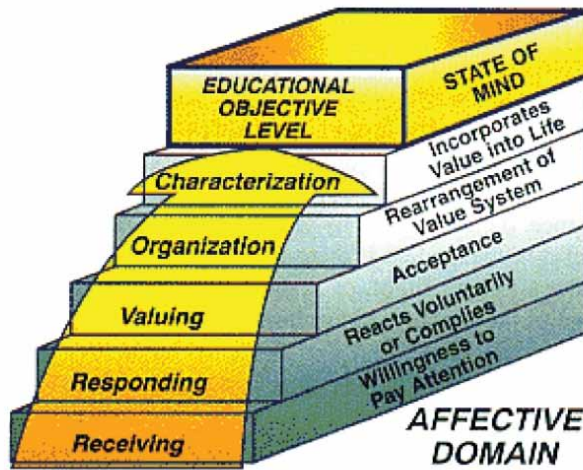 EDUCATIONAL
OBJECTIVE
LEVEL
STATE OF
MIND
Characterization
Incorporates
Value into Life
Organization
Rearrangement of
Value System
Valuing
Acceptance
Responding
Reacts Voluntarily
or Complies
Receiving
Willingness to
Pay Attention
AFFECTIVE
DOMAIN